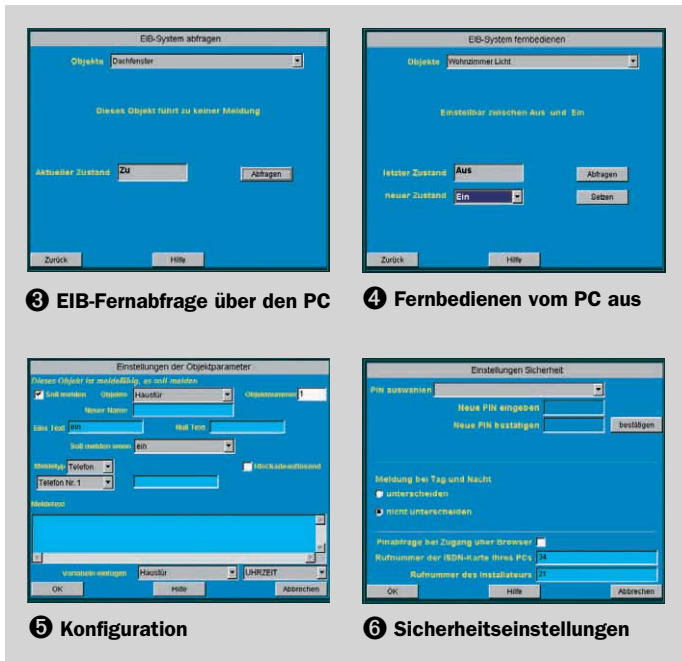 EIB-System abfragen
Objekte Dachfenster
Dieses Objekt führt zu keiner Meldung
Aktueller Zustand Zu Abfragen
Zurück Hilfe
❸ EIB-Fernabfrage über den PC
EIB-System fernbedienen
Objekte Wohnzimmer Licht
Einstellbar zwischen Aus und Ein
letzter Zustand Aus Abfragen
neuer Zustand Ein Setzen
Zurück Hilfe
❹ Fernbedienen vom PC aus
Einstellungen der Objektparameter
Dieses Objekt ist meldefähig, es soll melden
Soll melden Objekte Haustür Objektnummer 1
Neuer Name
Eins Text ein Null Text
Soll melden wenn ein
Meldetyp Telefon Blockadeauflösend
Telefon Nr. 1
Meldetext
Variabeln einfügen Haustür UHRZEIT
OK Hilfe Abbrechen
❺ Konfiguration
Einstellungen Sicherheit
PIN auswählen
Neue PIN eingeben
Neue PIN bestätigen bestätigen
Meldung bei Tag und Nacht
unterscheiden
nicht unterscheiden
Pinabfrage bei Zugang über Browser
Rufnummer der ISDN-Karte Ihres PCs 34
Rufnummer des Installateurs 21
OK Hilfe Abbrechen
❻ Sicherheitseinstellungen